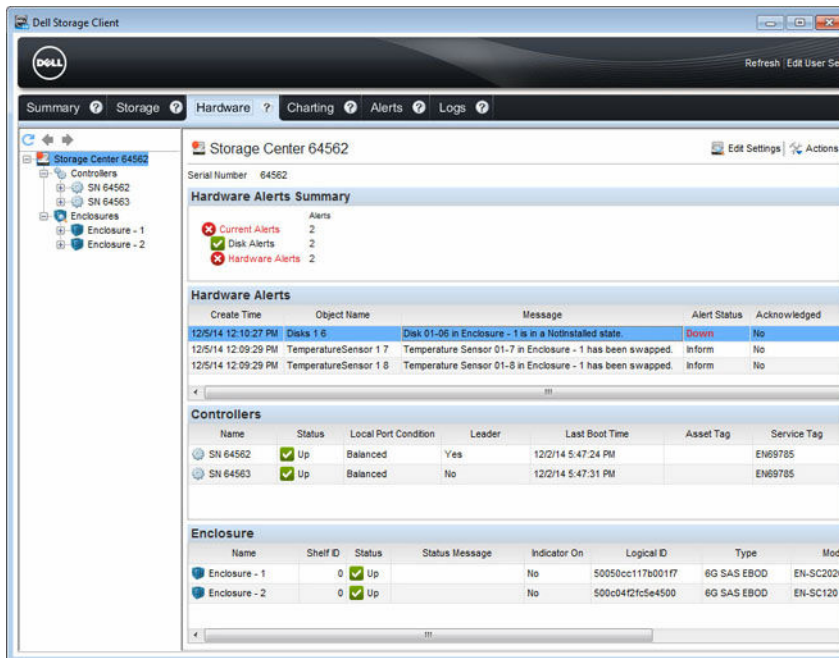 Dell Storage Client
DELL
Refresh Edit User Se
Summary ? Storage ? Hardware ? Charting ? Alerts ? Logs ?
Storage Center 64562
Controllers
SN 64562
SN 64563
Enclosures
Enclosure - 1
Enclosure - 2
Storage Center 64562
Edit Settings Actions
Serial Number 64562
Hardware Alerts Summary
Alerts
Current Alerts 2
Disk Alerts 2
Hardware Alerts 2
Hardware Alerts
Create Time Object Name Message Alert Status Acknowledged
12/5/14 12:10:27 PM Disks 1 6 Disk 01-06 in Enclosure - 1 is in a NotInstalled state. Down No
12/5/14 12:09:29 PM TemperatureSensor 1 7 Temperature Sensor 01-7 in Enclosure - 1 has been swapped. Inform No
12/5/14 12:09:29 PM TemperatureSensor 1 8 Temperature Sensor 01-8 in Enclosure - 1 has been swapped. Inform No
Controllers
Name Status Local Port Condition Leader Last Boot Time Asset Tag Service Tag
SN 64562 Up Balanced Yes 12/2/14 5:47:24 PM EN69785
SN 64563 Up Balanced No 12/2/14 5:47:31 PM EN69785
Enclosure
Name Shelf ID Status Status Message Indicator On Logical ID Type Mod
Enclosure - 1 0 Up No 50050cc117b001f7 6G SAS EBOD EN-SC202
Enclosure - 2 0 Up No 500c04f2fc5e4500 6G SAS EBOD EN-SC120